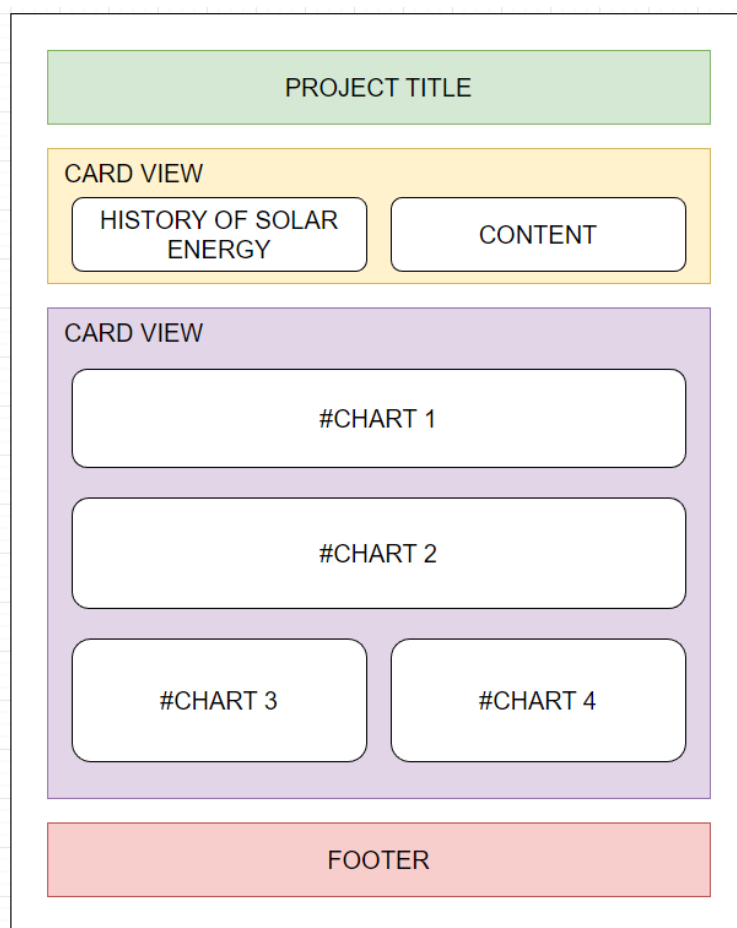 PROJECT TITLE
CARD VIEW
HISTORY OF SOLAR
ENERGY
CONTENT
CARD VIEW
#CHART 1
#CHART 2
#CHART 3
#CHART 4
FOOTER